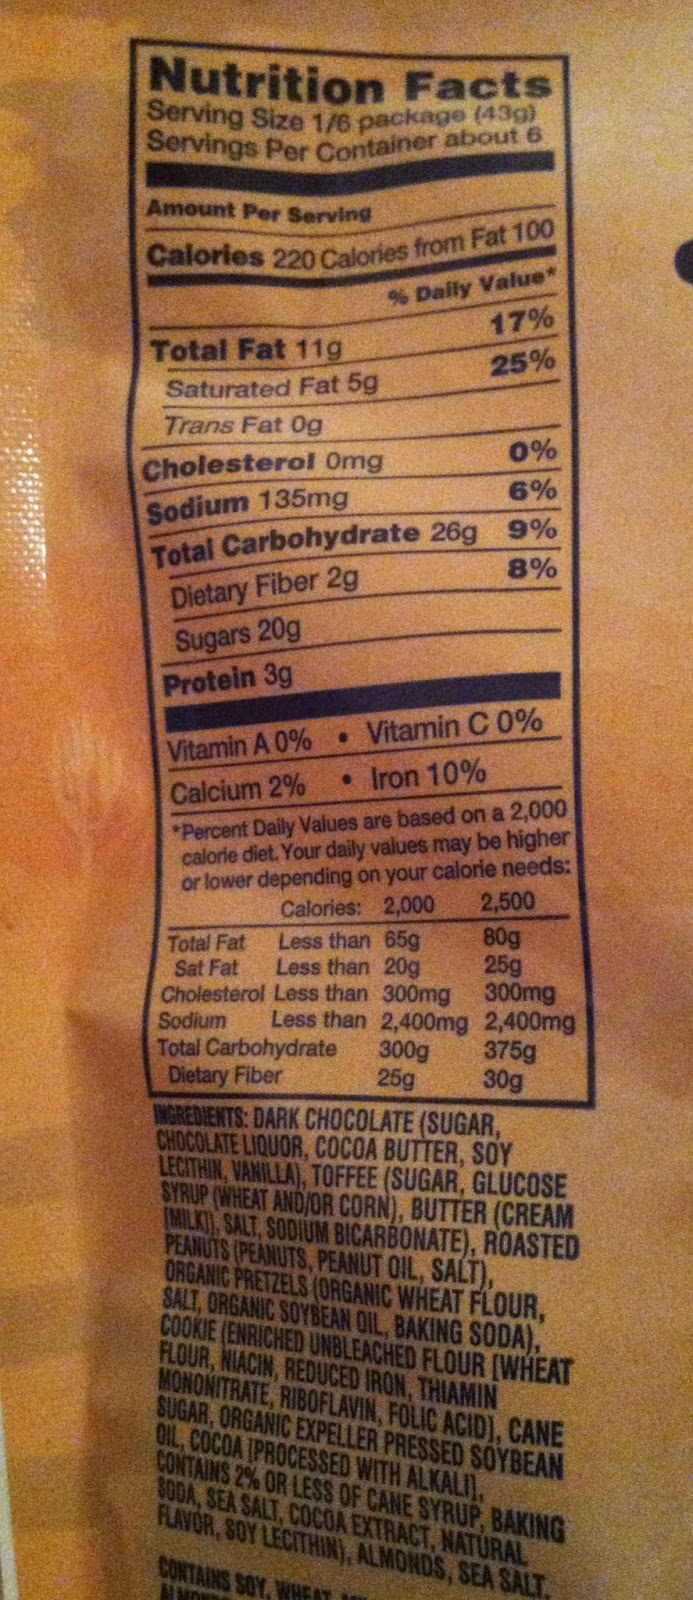 Nutrition Facts
Serving Size 1/6 package (43g)
Servings Per Container about 6
Amount Per Serving
Calories 220 Calories from Fat 100
% Daily Value*
Total Fat 11g 17%
Saturated Fat 5g 25%
Trans Fat 0g
Cholesterol 0mg 0%
Sodium 135mg 6%
Total Carbohydrate 26g 9%
Dietary Fiber 2g 8%
Sugars 20g
Protein 3g
Vitamin A 0% • Vitamin C 0%
Calcium 2% • Iron 10%
*Percent Daily Values are based on a 2,000
calorie diet. Your daily values may be higher
or lower depending on your calorie needs:
Calories: 2,000 2,500
Total Fat Less than 65g 80g
Sat Fat Less than 20g 25g
Cholesterol Less than 300mg 300mg
Sodium Less than 2,400mg 2,400mg
Total Carbohydrate 300g 375g
Dietary Fiber 25g 30g
INGREDIENTS: DARK CHOCOLATE (SUGAR,
CHOCOLATE LIQUOR, COCOA BUTTER, SOY
LECITHIN, VANILLA), TOFFEE (SUGAR, GLUCOSE
SYRUP (WHEAT AND/OR CORN), BUTTER (CREAM
[MILK]), SALT, SODIUM BICARBONATE), ROASTED
PEANUTS (PEANUTS, PEANUT OIL, SALT),
ORGANIC PRETZELS (ORGANIC WHEAT FLOUR,
SALT, ORGANIC SOYBEAN OIL, BAKING SODA),
COOKIE (ENRICHED UNBLEACHED FLOUR [WHEAT
FLOUR, NIACIN, REDUCED IRON, THIAMIN
MONONITRATE, RIBOFLAVIN, FOLIC ACID], CANE
SUGAR, ORGANIC EXPELLER PRESSED SOYBEAN
OIL, COCOA [PROCESSED WITH ALKALI],
CONTAINS 2% OR LESS OF CANE SYRUP, BAKING
SODA, SEA SALT, COCOA EXTRACT, NATURAL
FLAVOR, SOY LECITHIN), ALMONDS, SEA SALT.
CONTAINS SOY, WHEAT,